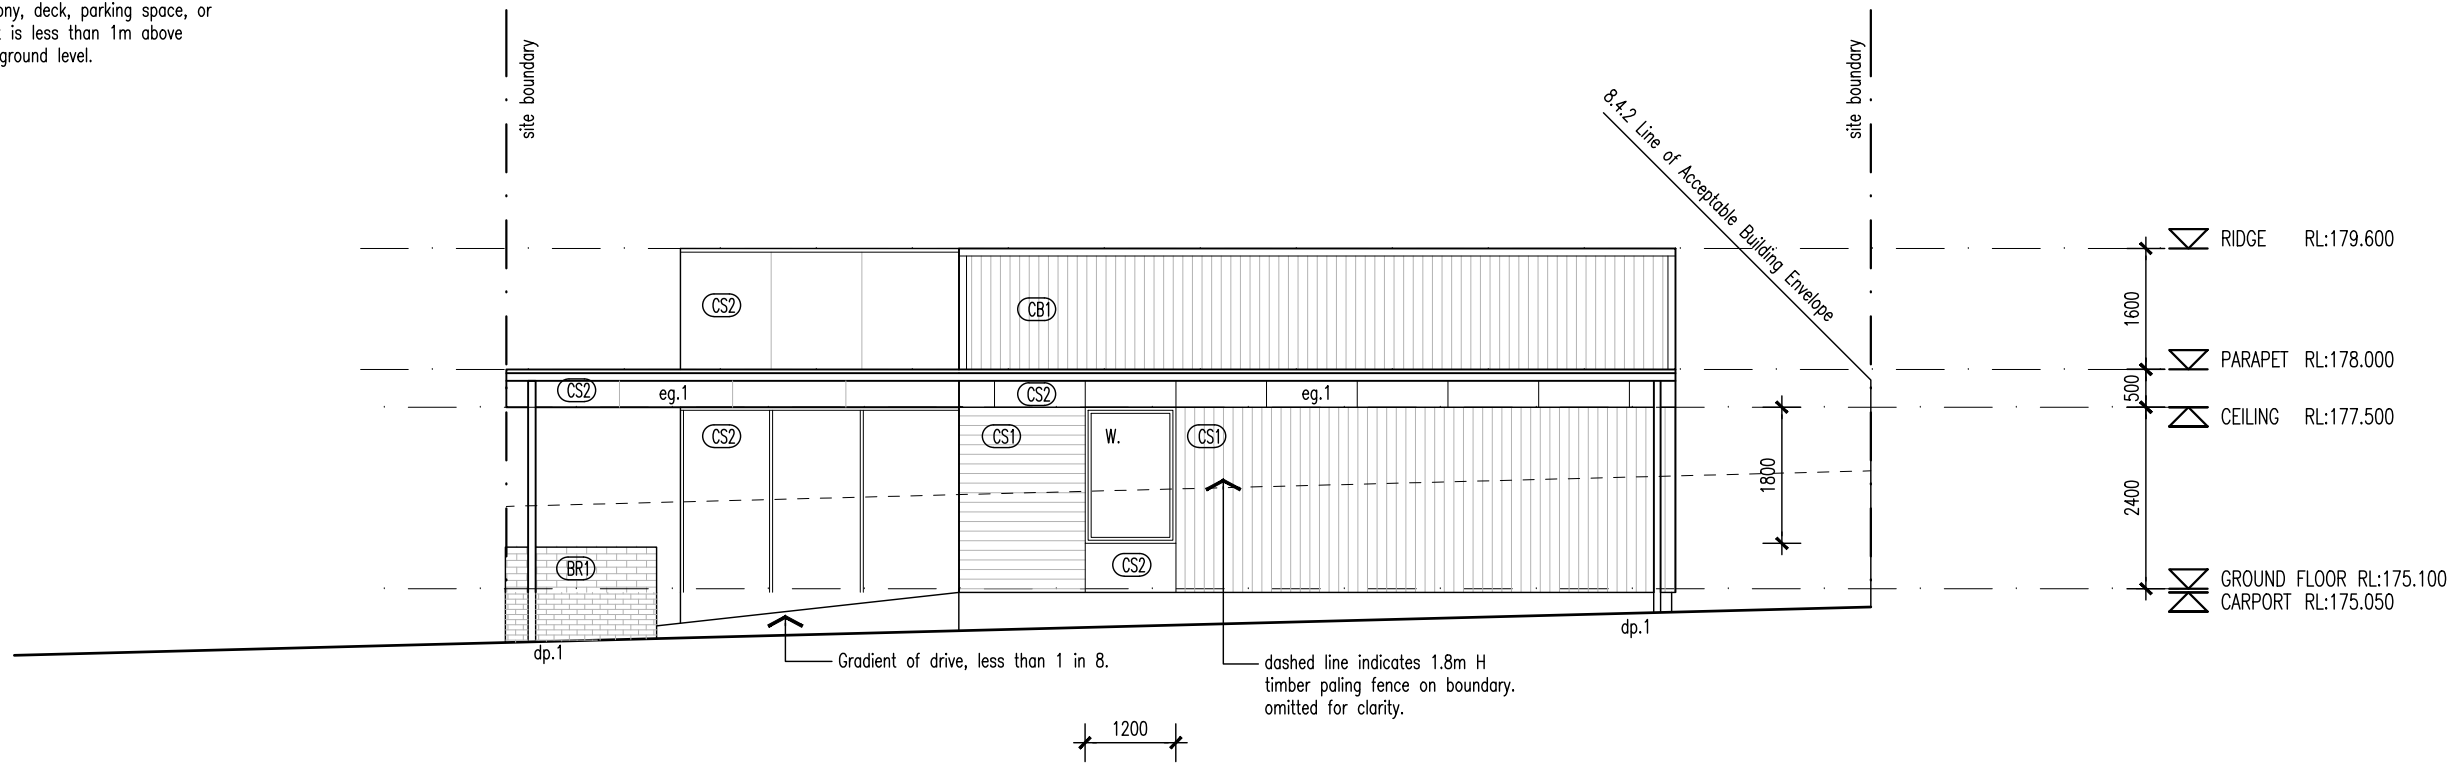 ony, deck, parking space, or
is less than 1m above
ground level.
site boundary
site boundary
8.4.2 Line of Acceptable Building Envelope
RIDGE RL:179.600
1600
PARAPET RL:178.000
500
CEILING RL:177.500
2400
GROUND FLOOR RL:175.100
CARPORT RL:175.050
CS2
CB1
CS2
eg.1
CS2
eg.1
CS2
CS1
W.
CS1
1800
BR1
CS2
dp.1
dp.1
Gradient of drive, less than 1 in 8.
dashed line indicates 1.8m H
timber paling fence on boundary.
omitted for clarity.
1200